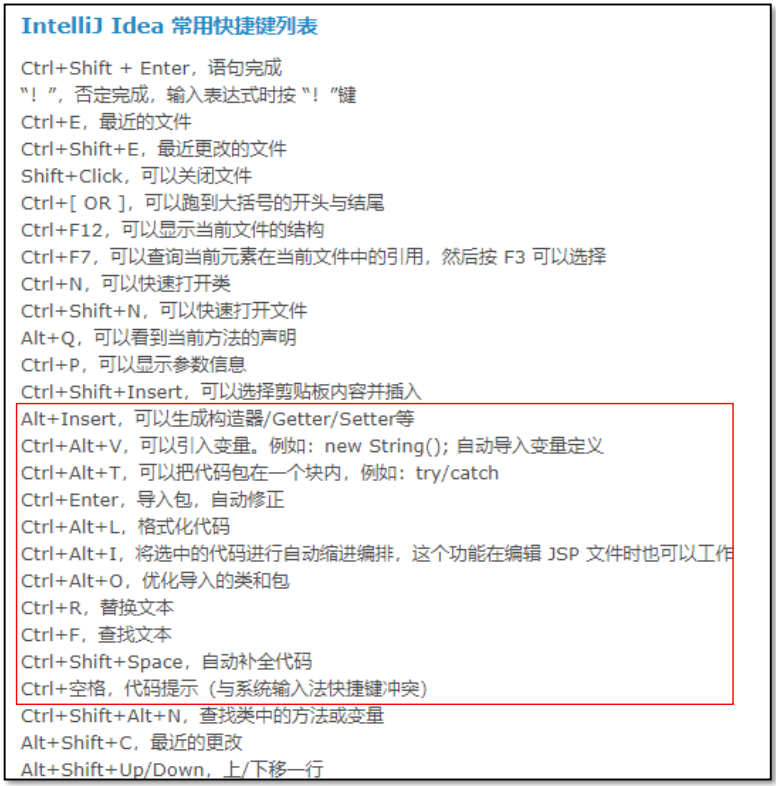 IntelliJ Idea 常用快捷键列表
Ctrl+Shift + Enter，语句完成
“！”，否定完成，输入表达式时按 “！”键
Ctrl+E，最近的文件
Ctrl+Shift+E，最近更改的文件
Shift+Click，可以关闭文件
Ctrl+[ OR ]，可以跑到大括号的开头与结尾
Ctrl+F12，可以显示当前文件的结构
Ctrl+F7，可以查询当前元素在当前文件中的引用，然后按 F3 可以选择
Ctrl+N，可以快速打开类
Ctrl+Shift+N，可以快速打开文件
Alt+Q，可以看到当前方法的声明
Ctrl+P，可以显示参数信息
Ctrl+Shift+Insert，可以选择剪贴板内容并插入
Alt+Insert，可以生成构造器/Getter/Setter等
Ctrl+Alt+V，可以引入变量。例如：new String(); 自动导入变量定义
Ctrl+Alt+T，可以把代码包在一个块内，例如：try/catch
Ctrl+Enter，导入包，自动修正
Ctrl+Alt+L，格式化代码
Ctrl+Alt+I，将选中的代码进行自动缩进编排，这个功能在编辑 JSP 文件时也可以工作
Ctrl+Alt+O，优化导入的类和包
Ctrl+R，替换文本
Ctrl+F，查找文本
Ctrl+Shift+Space，自动补全代码
Ctrl+空格，代码提示（与系统输入法快捷键冲突）
Ctrl+Shift+Alt+N，查找类中的方法或变量
Alt+Shift+C，最近的更改
Alt+Shift+Up/Down，上/下移一行